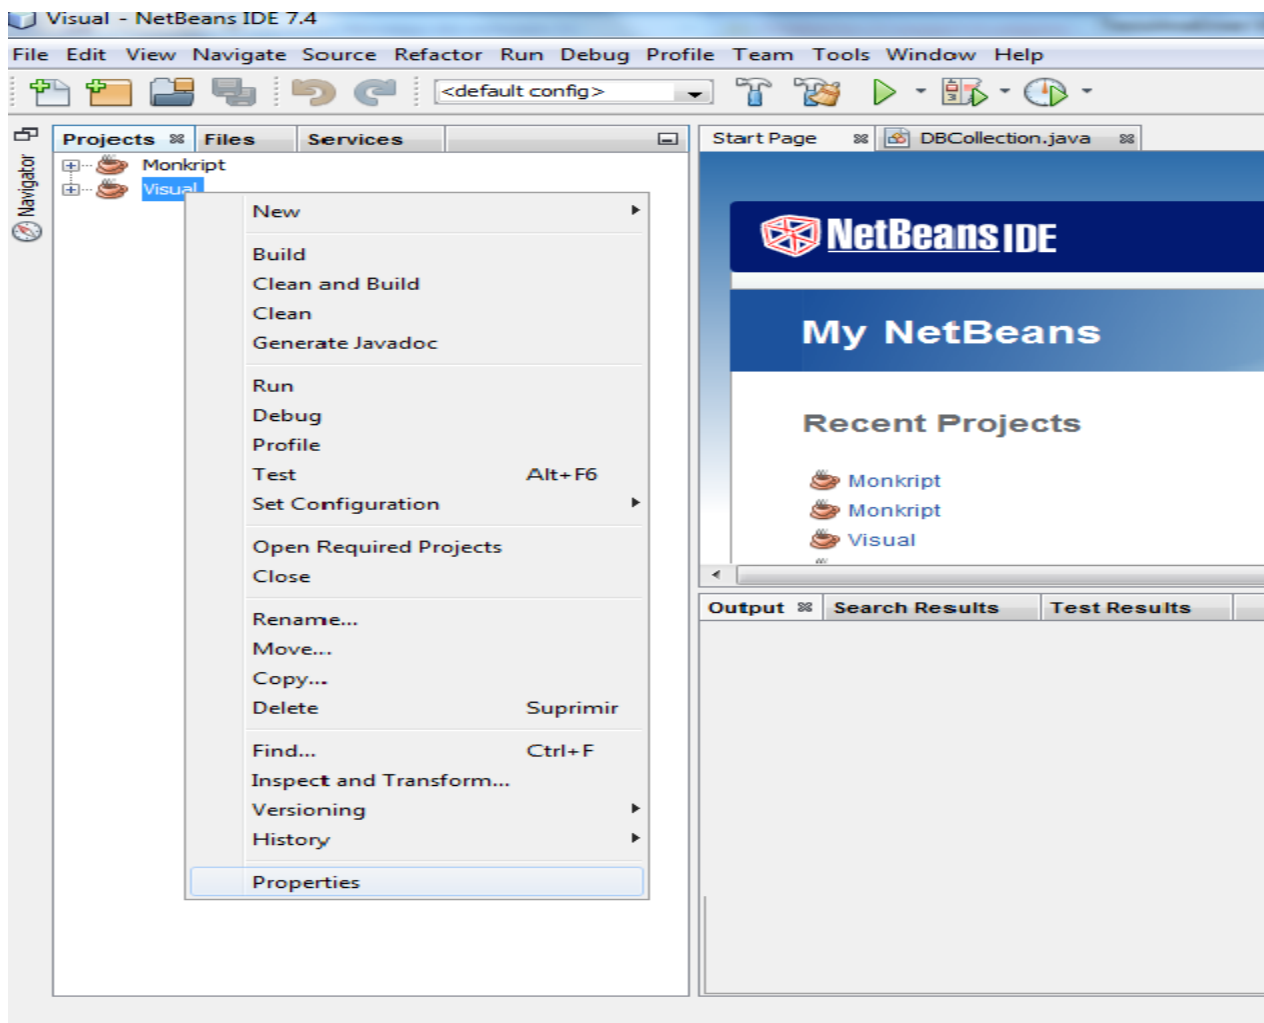 Visual - NetBeans IDE 7.4
File Edit View Navigate Source Refactor Run Debug Profile Team Tools Window Help
<default config>
Navigator
Projects Files Services
Monkript
Visual
New
Build
Clean and Build
Clean
Generate Javadoc
Run
Debug
Profile
Test Alt+F6
Set Configuration
Open Required Projects
Close
Rename...
Move...
Copy...
Delete Suprimir
Find... Ctrl+F
Inspect and Transform...
Versioning
History
Properties
Start Page DBCollection.java
NetBeans IDE
My NetBeans
Recent Projects
Monkript
Monkript
Visual
Output Search Results Test Results